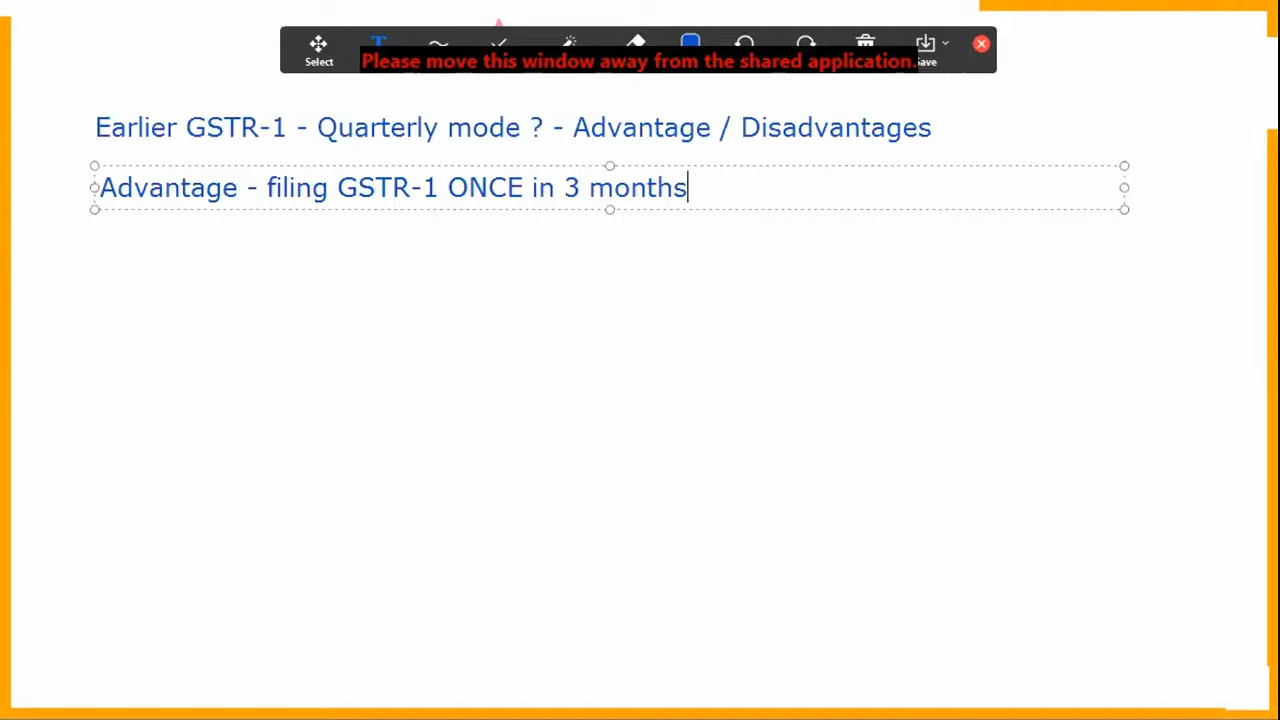 Please move this window away from the shared application.
Select
ave
Earlier GSTR-1 - Quarterly mode ? - Advantage / Disadvantages
Advantage - filing GSTR-1 ONCE in 3 months